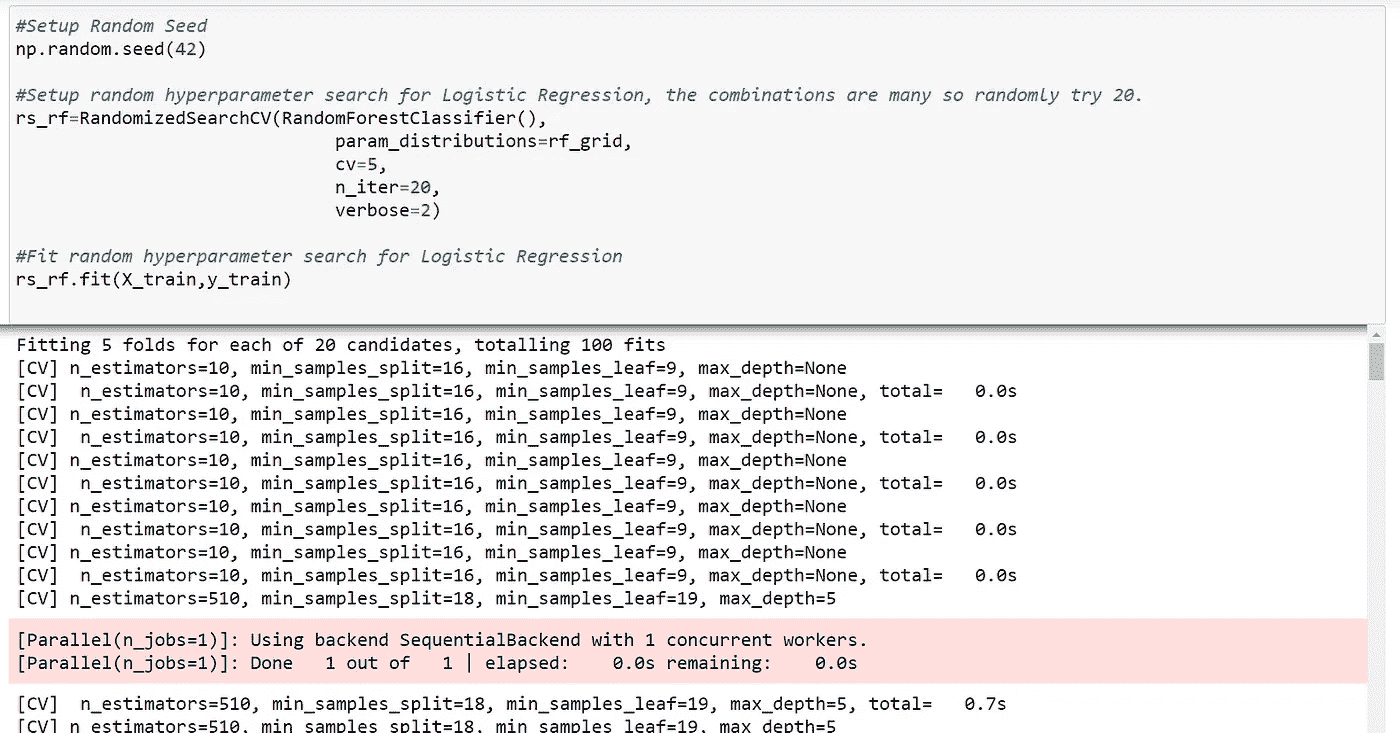 #Setup Random Seed
np.random.seed(42)
#Setup random hyperparameter search for Logistic Regression, the combinations are many so randomly try 20.
rs_rf=RandomizedSearchCV(RandomForestClassifier(),
param_distributions=rf_grid,
cv=5,
n_iter=20,
verbose=2)
#Fit random hyperparameter search for Logistic Regression
rs_rf.fit(X_train,y_train)
Fitting 5 folds for each of 20 candidates, totalling 100 fits
[CV] n_estimators=10, min_samples_split=16, min_samples_leaf=9, max_depth=None
[CV]  n_estimators=10, min_samples_split=16, min_samples_leaf=9, max_depth=None, total=   0.0s
[CV] n_estimators=10, min_samples_split=16, min_samples_leaf=9, max_depth=None
[CV]  n_estimators=10, min_samples_split=16, min_samples_leaf=9, max_depth=None, total=   0.0s
[CV] n_estimators=10, min_samples_split=16, min_samples_leaf=9, max_depth=None
[CV]  n_estimators=10, min_samples_split=16, min_samples_leaf=9, max_depth=None, total=   0.0s
[CV] n_estimators=10, min_samples_split=16, min_samples_leaf=9, max_depth=None
[CV]  n_estimators=10, min_samples_split=16, min_samples_leaf=9, max_depth=None, total=   0.0s
[CV] n_estimators=10, min_samples_split=16, min_samples_leaf=9, max_depth=None
[CV]  n_estimators=10, min_samples_split=16, min_samples_leaf=9, max_depth=None, total=   0.0s
[CV] n_estimators=510, min_samples_split=18, min_samples_leaf=19, max_depth=5
[Parallel(n_jobs=1)]: Using backend SequentialBackend with 1 concurrent workers.
[Parallel(n_jobs=1)]: Done   1 out of   1 | elapsed:    0.0s remaining:    0.0s
[CV]  n_estimators=510, min_samples_split=18, min_samples_leaf=19, max_depth=5, total=   0.7s
[CV] n_estimators=510, min_samples_split=18, min_samples_leaf=19, max_depth=5